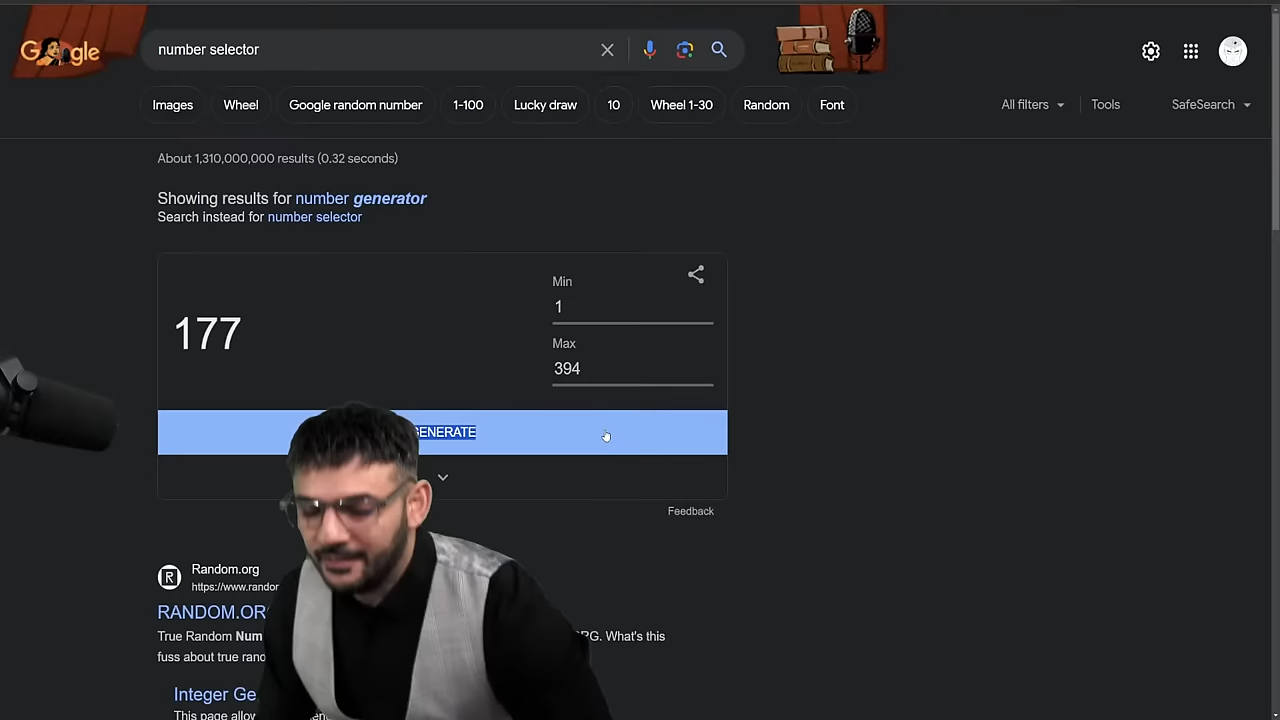 Google
number selector
Images
Wheel
Google random number
1-100
Lucky draw
10
Wheel 1-30
Random
Font
All filters
Tools
SafeSearch
About 1,310,000,000 results (0.32 seconds)
Showing results for number generator
Search instead for number selector
177
Min
1
Max
394
GENERATE
Feedback
R
Random.org
https://www.random
RANDOM.OR
True Random Num
RG. What's this
fuss about true rand
Integer Ge
This page allow